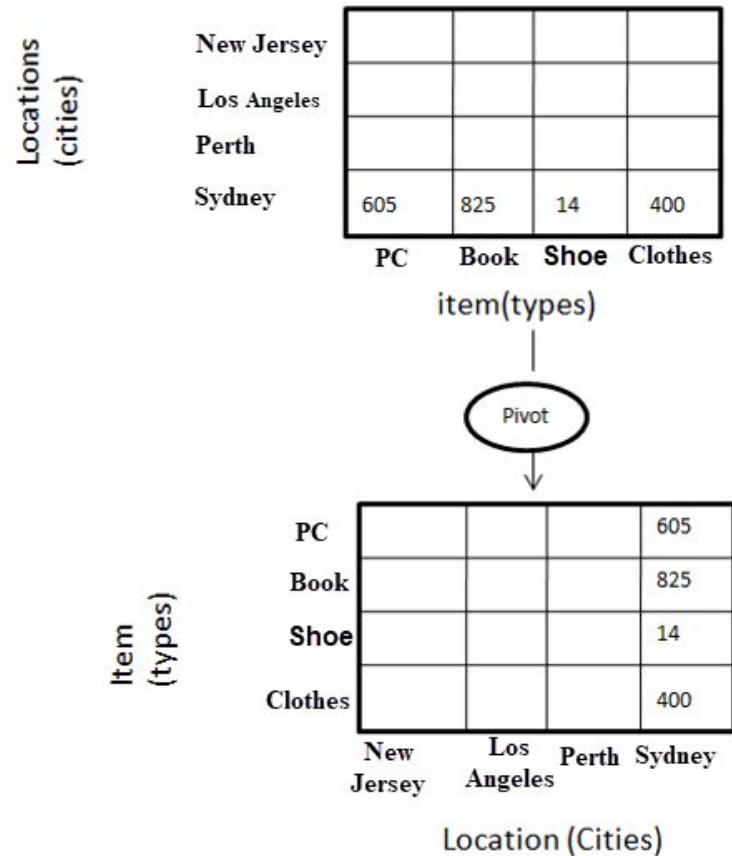 Locations
(cities)
New Jersey
Los Angeles
Perth
Sydney
605 825 14 400
PC Book Shoe Clothes
item(types)
Pivot
Item
(types)
PC 605
Book 825
Shoe 14
Clothes 400
New
Jersey
Los
Angeles
Perth Sydney
Location (Cities)